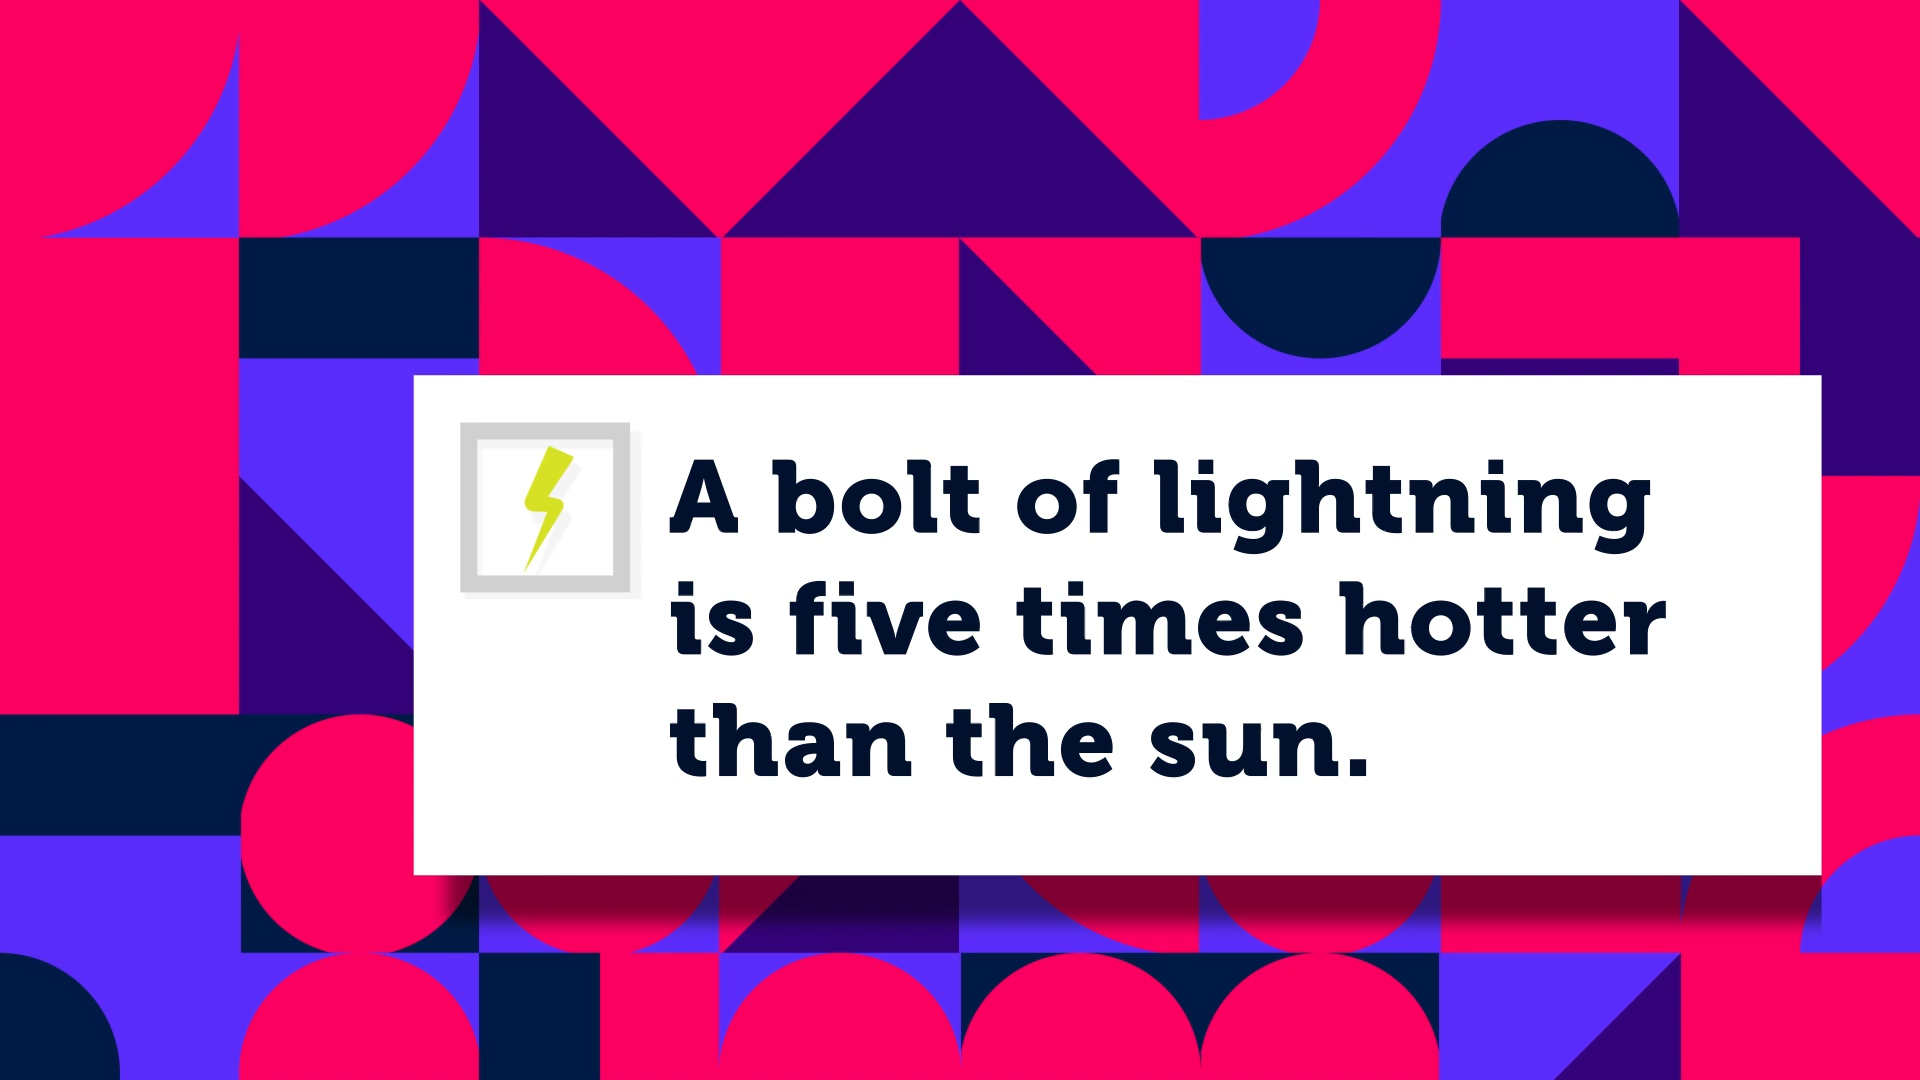 A bolt of lightning
is five times hotter
than the sun.